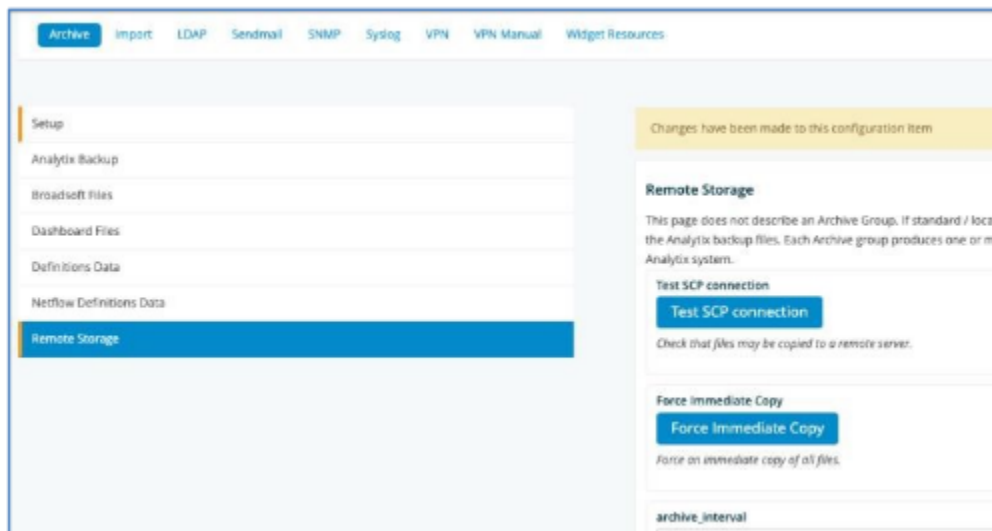 Archive Import LDAP Sendmail SNMP Syslog VPN VPN Manual Widget Resources
Setup
Analytix Backup
Broadsoft Files
Dashboard Files
Definitions Data
Netflow Definitions Data
Remote Storage
Changes have been made to this configuration item
Remote Storage
This page does not describe an Archive Group. If standard / loca
the Analytix backup files. Each Archive group produces one or m
Analytix system.
Test SCP connection
Test SCP connection
Check that files may be copied to a remote server.
Force Immediate Copy
Force Immediate Copy
Force an immediate copy of all files.
archive_interval